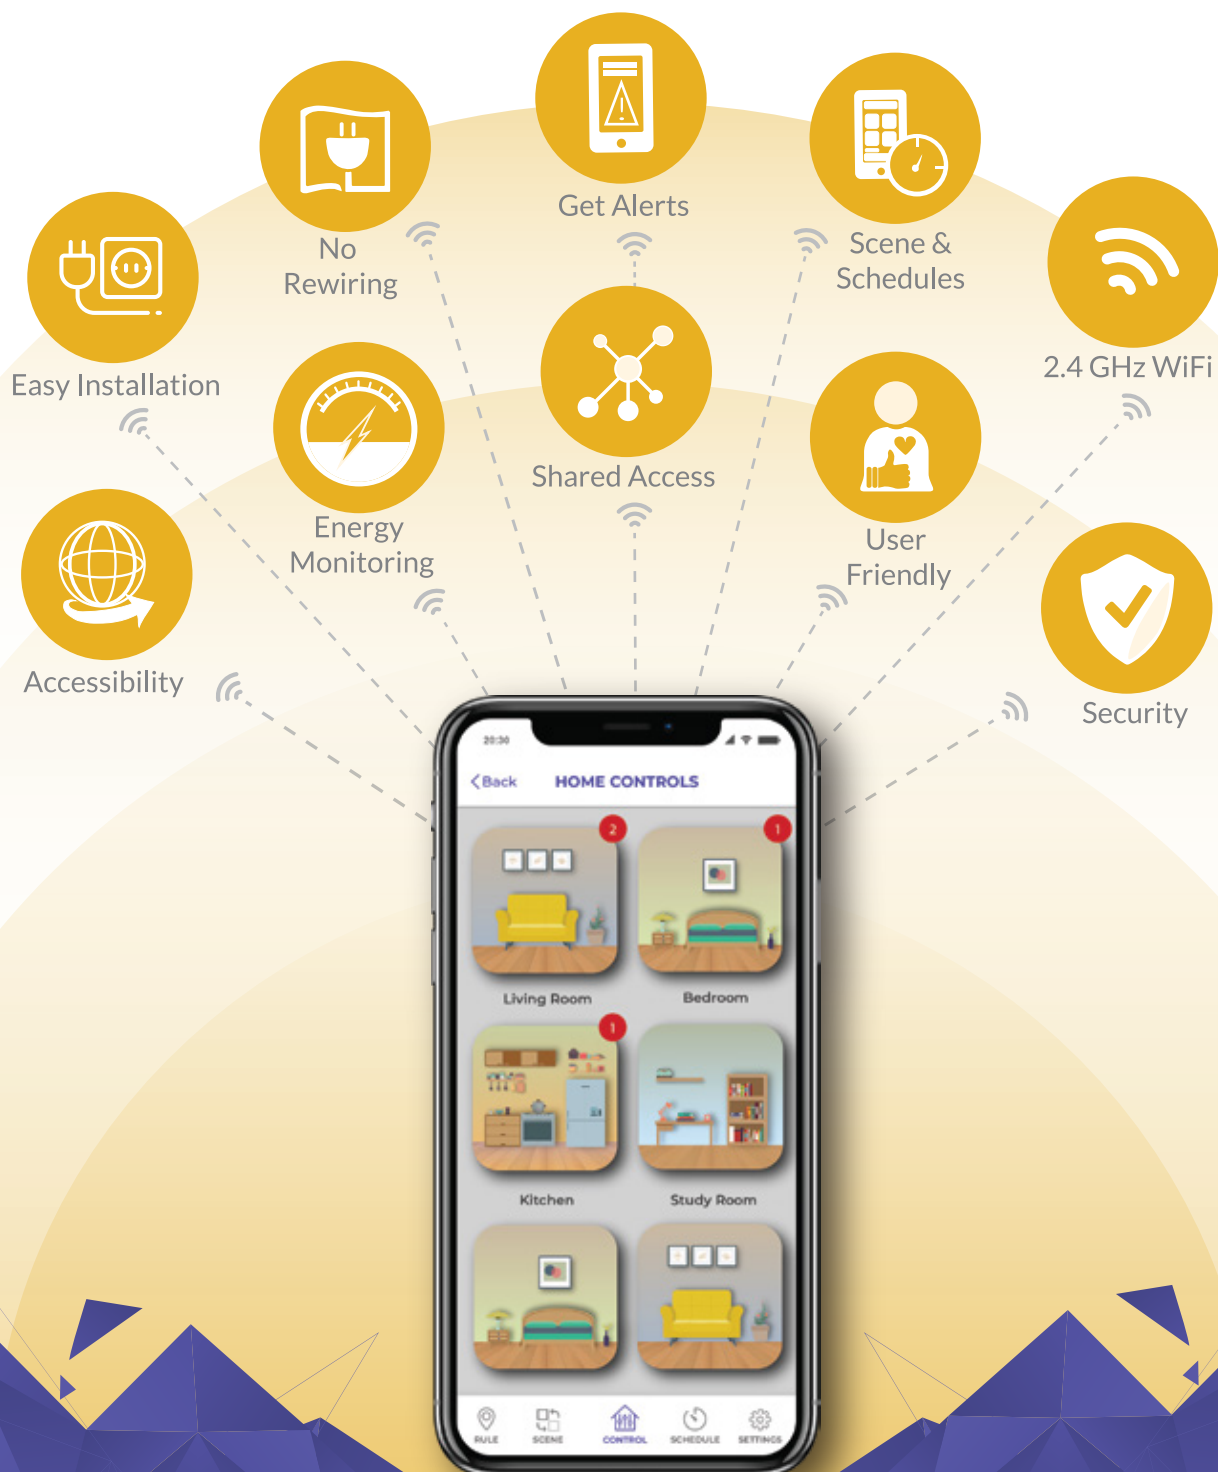 Get Alerts
No
Rewiring
Scene &
Schedules
Easy Installation
2.4 GHz WiFi
Shared Access
Energy
Monitoring
User
Friendly
Accessibility
Security
20:30
Back
HOME CONTROLS
2
1
Living Room
Bedroom
1
Kitchen
Study Room
RULE
SCENE
CONTROL
SCHEDULE
SETTINGS